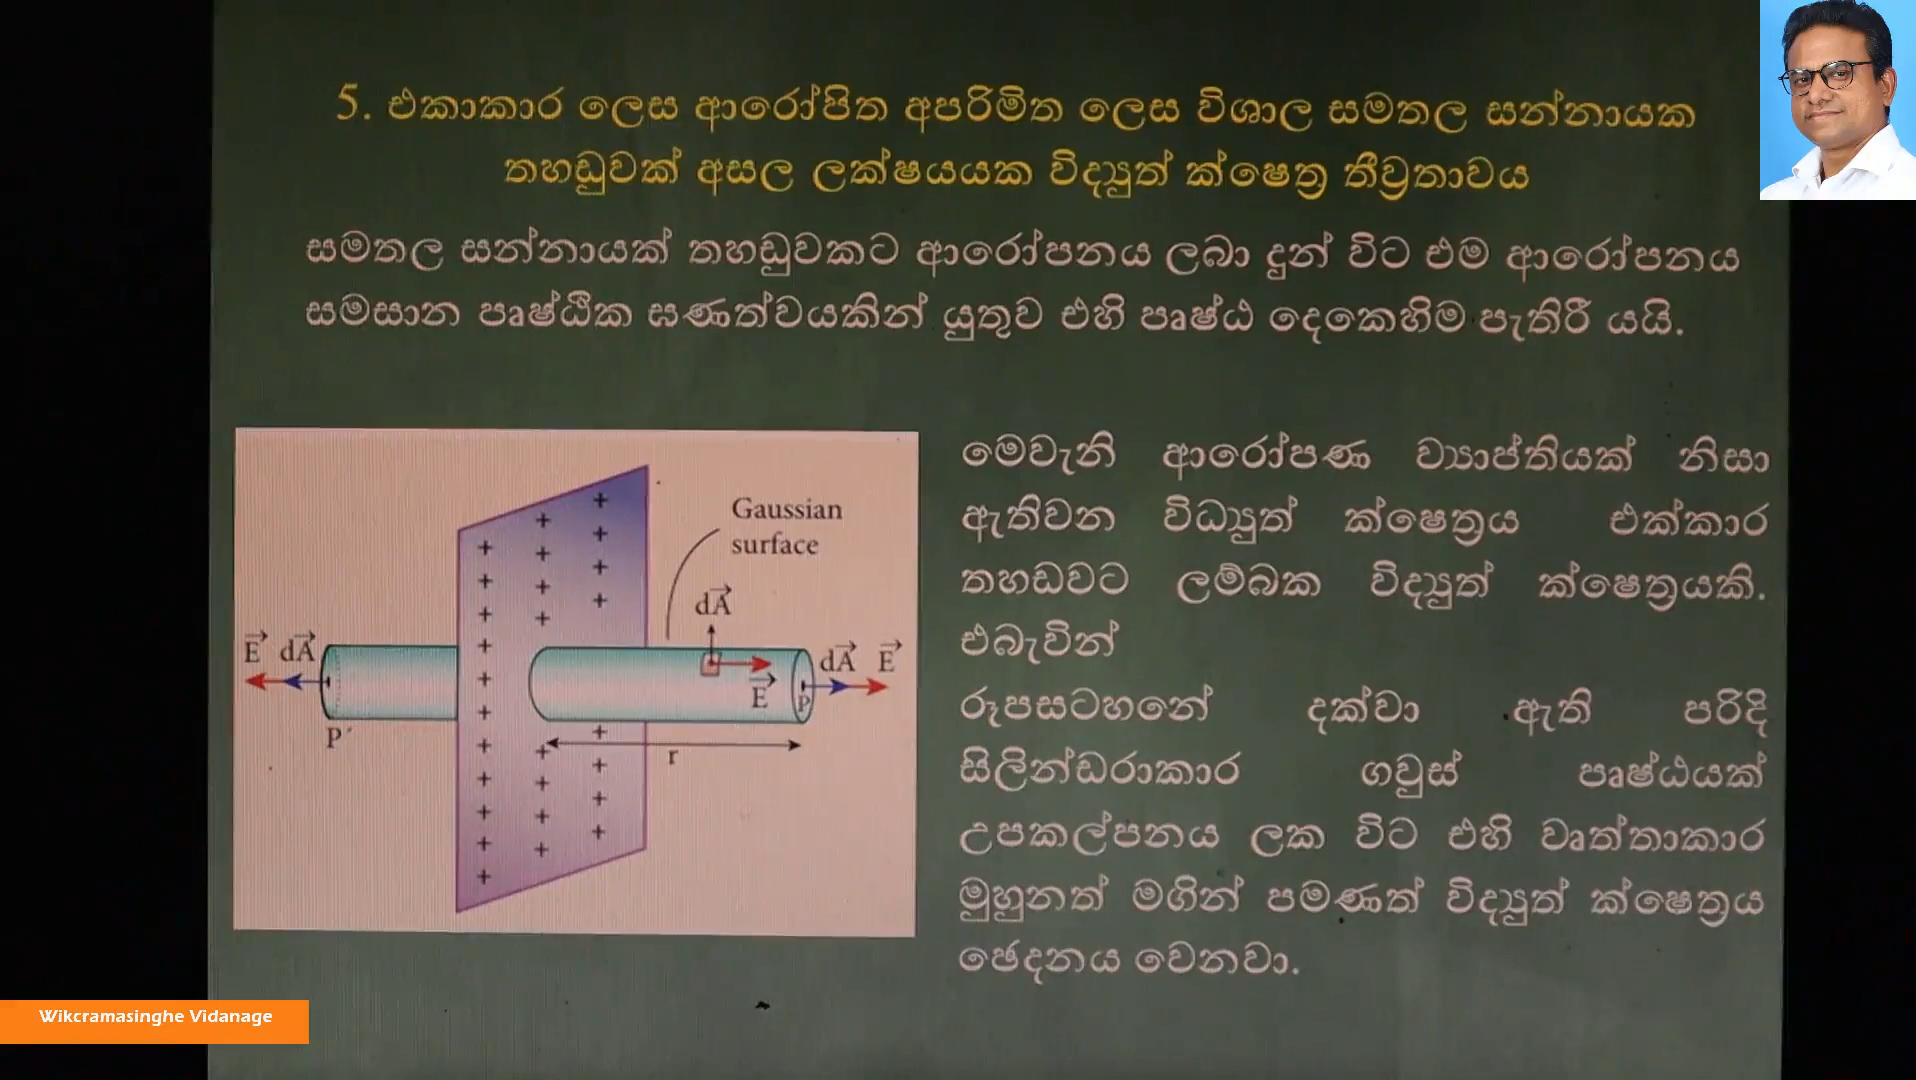 5. ඒකාකාර ලෙස ආරෝපිත අපරිමිත ලෙස විශාල සමතල සන්නායක
තහඩුවක් අසල ලක්ෂයයක විද්‍යුත් ක්ෂෙත්‍ර තීව්‍රතාවය
සමතල සන්නායක් තහඩුවකට ආරෝපනය ලබා දුන් විට එම ආරෝපනය
සමසාන පෘෂ්ඨීක ඝණත්වයකින් යුතුව එහි පෘෂ්ඨ දෙකෙහිම පැතිරී යයි.
මෙවැනි ආරෝපණ ව්‍යාප්තියක් නිසා
ඇතිවන විධ්‍යුත් ක්ෂෙත්‍රය ඒක්කාර
තහඩවට ලම්බක විද්‍යුත් ක්ෂෙත්‍රයකි.
එබැවින්
රූපසටහනේ දක්වා ඇති පරිදි
සිලින්ඩරාකාර ගවුස් පෘෂ්ඨයක්
උපකල්පනය ලක විට එහි වෘත්තාකාර
මුහුනත් මගින් පමණත් විද්‍යුත් ක්ෂෙත්‍රය
ඡෙදනය වෙනවා.
Gaussian
surface
dA
E dA
dA E
E
P
P´
r
Wikcramasinghe Vidanage